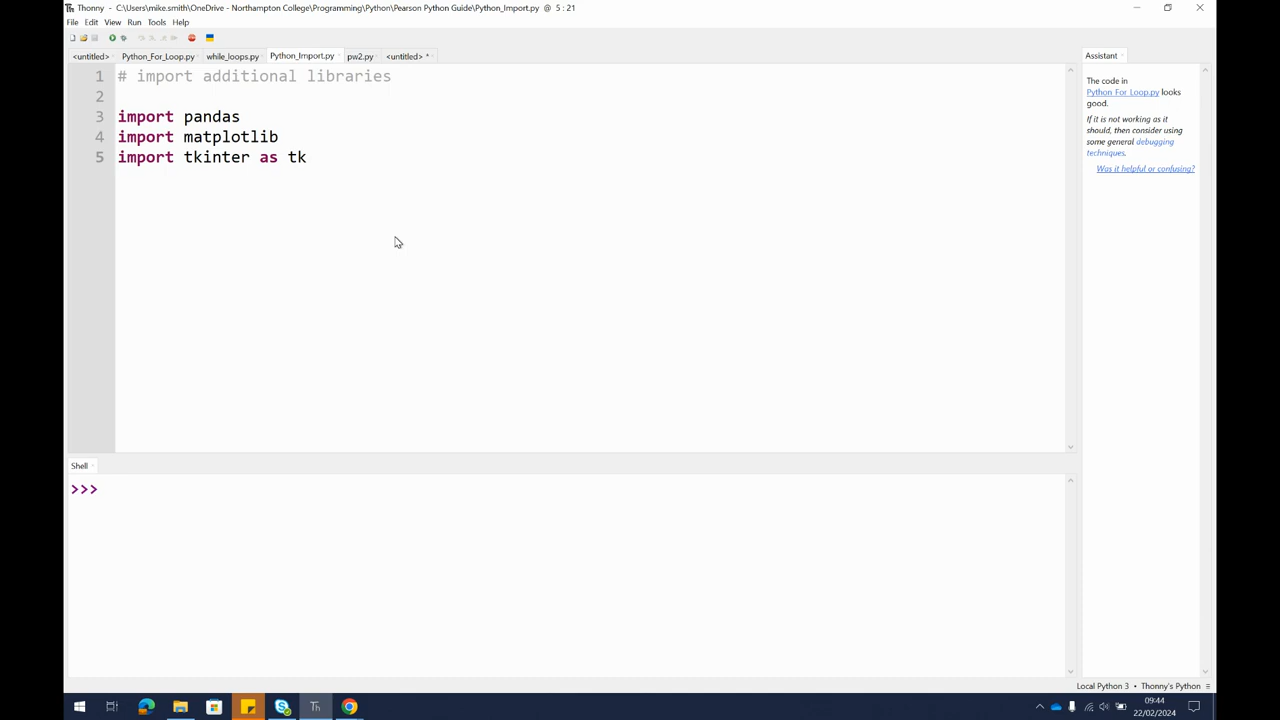 Th Thonny - C:\Users\mike.smith\OneDrive - Northampton College\Programming\Python\Pearson Python Guide\Python_Import.py @ 5 : 21
File Edit View Run Tools Help
<untitled> Python_For_Loop.py while_loops.py Python_Import.py pw2.py <untitled> *
1 # import additional libraries
2
3 import pandas
4 import matplotlib
5 import tkinter as tk
Assistant
The code in
Python_For_Loop.py looks
good.
If it is not working as it
should, then consider using
some general debugging
techniques.
Was it helpful or confusing?
Shell
>>>
Local Python 3 • Thonny's Python ≡
Th
09:44
22/02/2024